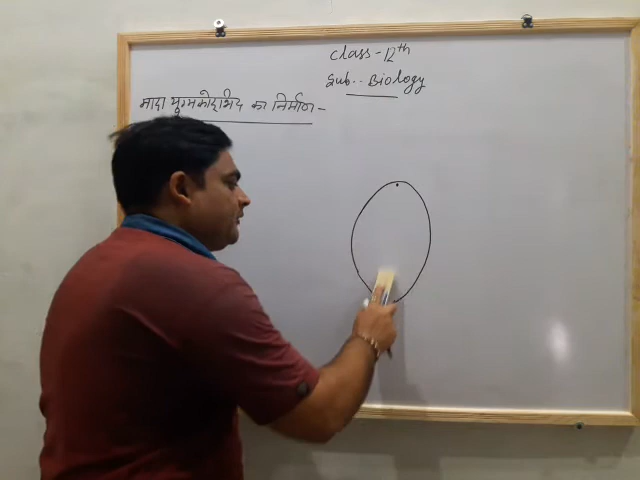 Class-12th
Sub.. Biology
मादा युग्मकोद्भिद का निर्माण-